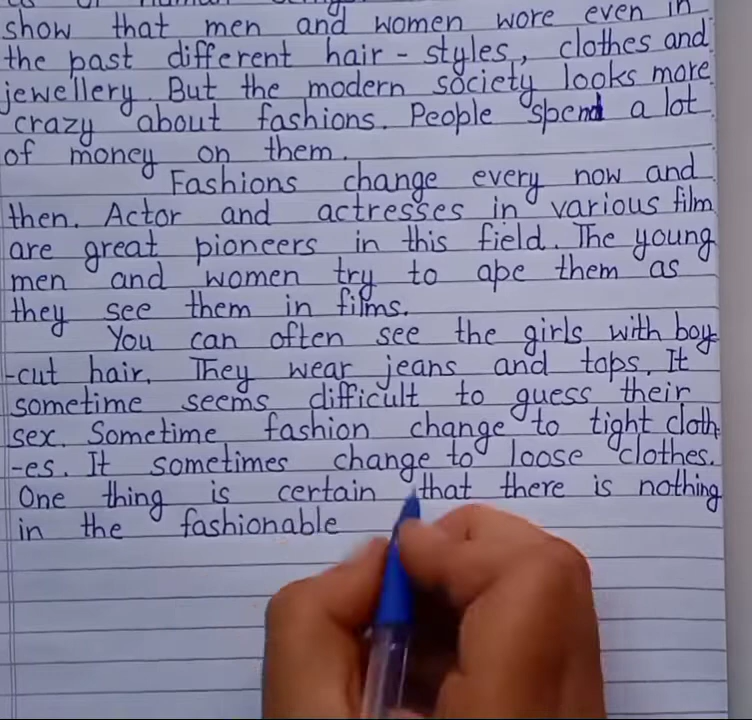 show that men and women wore even in
the past different hair - styles, clothes and
jewellery. But the modern society looks more
crazy about fashions. People spend a lot
of money on them.
Fashions change every now and
then. Actor and actresses in various film
are great pioneers in this field. The young
men and women try to ape them as
they see them in films.
You can often see the girls with boy
-cut hair. They wear jeans and tops. It
sometime seems difficult to guess their
sex. Sometime fashion change to tight cloth
-es. It sometimes change to loose clothes.
One thing is certain that there is nothing
in the fashionable